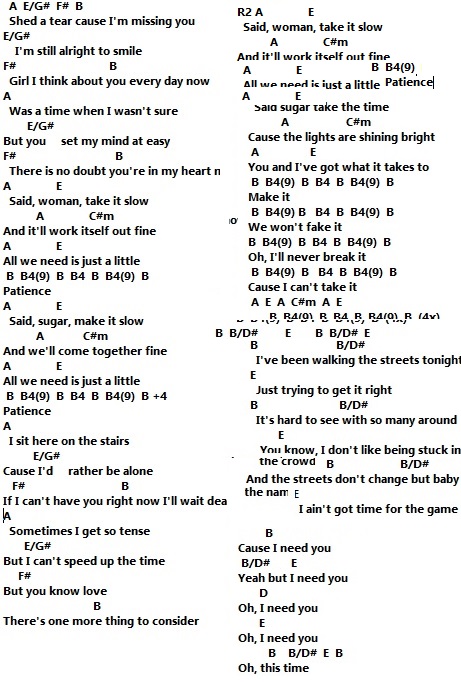 A E/G# F# B
Shed a tear cause I'm missing you
E/G#
I'm still alright to smile
F# B
Girl I think about you every day now
A
Was a time when I wasn't sure
E/G#
But you set my mind at easy
F# B
There is no doubt you're in my heart n
A E
Said, woman, take it slow
A C#m
And it'll work itself out fine
A E
All we need is just a little
B B4(9) B B4 B B4(9) B
Patience
A E
Said, sugar, make it slow
A C#m
And we'll come together fine
A E
All we need is just a little
B B4(9) B B4 B B4(9) B +4
Patience
A
I sit here on the stairs
E/G#
Cause I'd rather be alone
F# B
If I can't have you right now I'll wait dea
A
Sometimes I get so tense
E/G#
But I can't speed up the time
F#
But you know love
B
There's one more thing to consider
R2 A E
Said, woman, take it slow
A C#m
And it'll work itself out fine
A E B B4(9)
All we need is just a little Patience
A E
Said sugar take the time
A C#m
Cause the lights are shining bright
A E
You and I've got what it takes to
B B4(9) B B4 B B4(9) B
Make it
B B4(9) B B4 B B4(9) B
We won't fake it
B B4(9) B B4 B B4(9) B
Oh, I'll never break it
B B4(9) B B4 B B4(9) B
Cause I can't take it
A E A C#m A E
B B4(9) B B4 B B4(9) B (4x)
B B/D# E B B/D# E
B B/D#
I've been walking the streets tonight
E
Just trying to get it right
B B/D#
It's hard to see with so many around
E
You know, I don't like being stuck in
the crowd B B/D#
And the streets don't change but baby
the nam E
I ain't got time for the game
B
Cause I need you
B/D# E
Yeah but I need you
D
Oh, I need you
E
Oh, I need you
B B/D# E B
Oh, this time